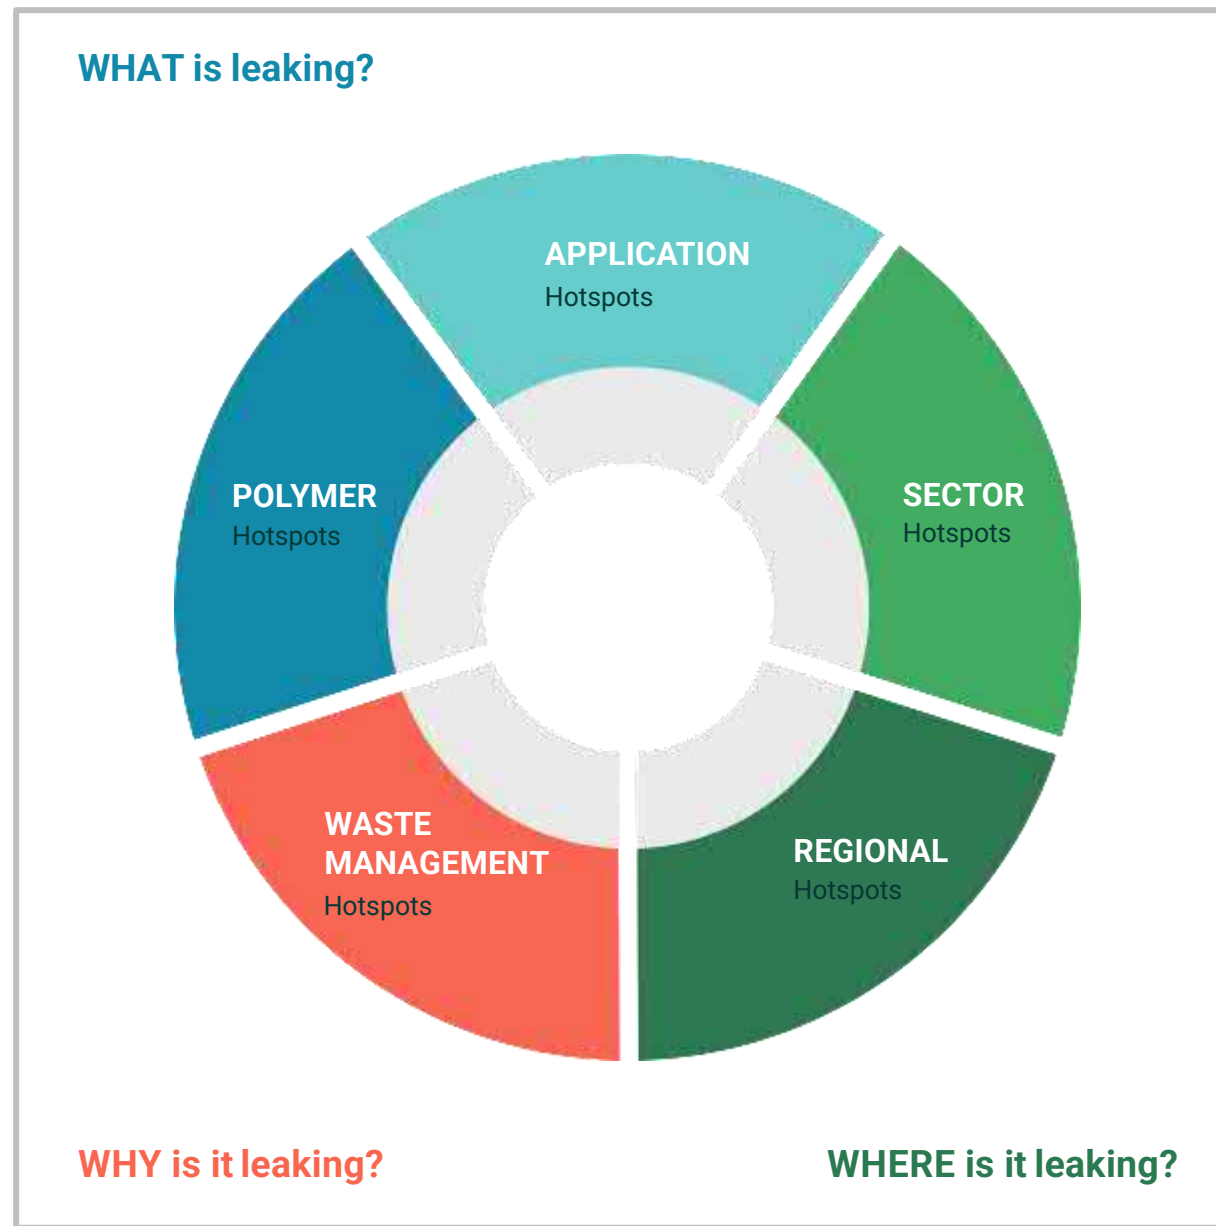 WHAT is leaking?
APPLICATION
Hotspots
POLYMER
Hotspots
SECTOR
Hotspots
WASTE
MANAGEMENT
Hotspots
REGIONAL
Hotspots
WHY is it leaking?
WHERE is it leaking?